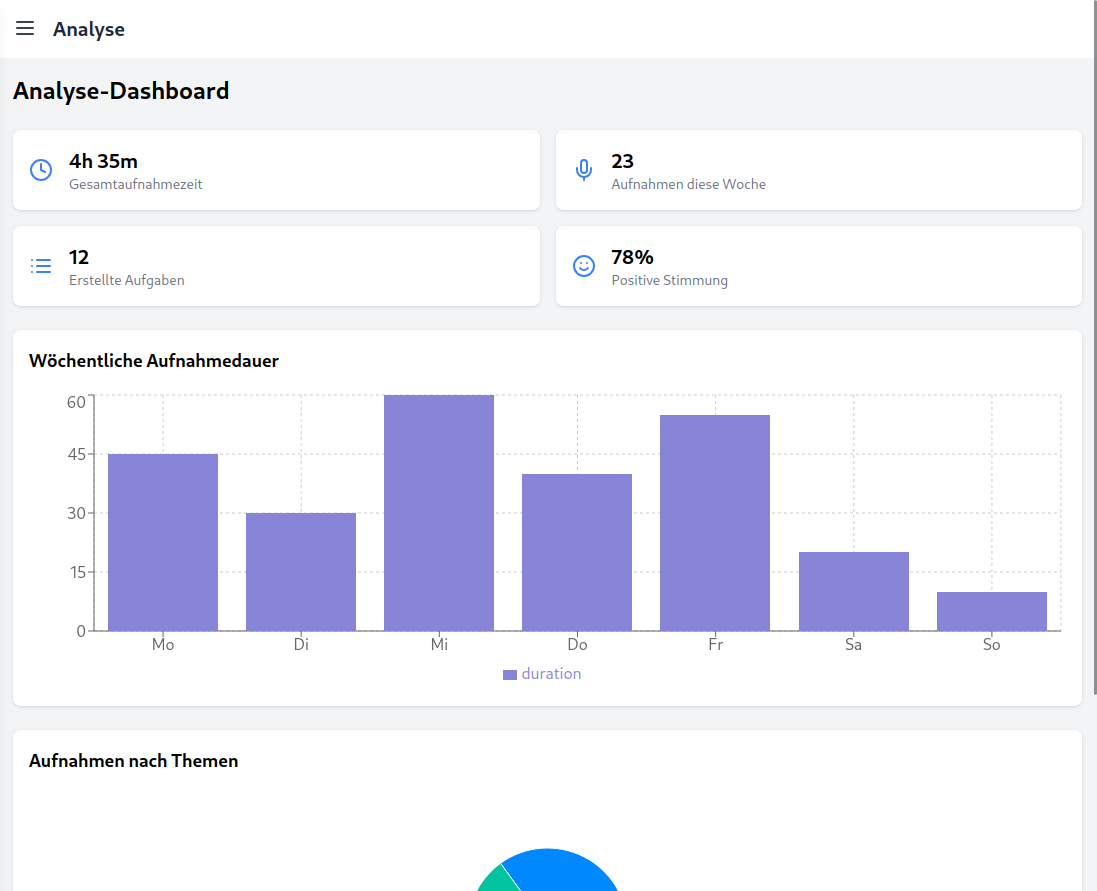 Analyse
Analyse-Dashboard
4h 35m
Gesamtaufnahmezeit
23
Aufnahmen diese Woche
12
Erstellte Aufgaben
78%
Positive Stimmung
Wöchentliche Aufnahmedauer
60
45
30
15
0
Mo Di Mi Do Fr Sa So
duration
Aufnahmen nach Themen